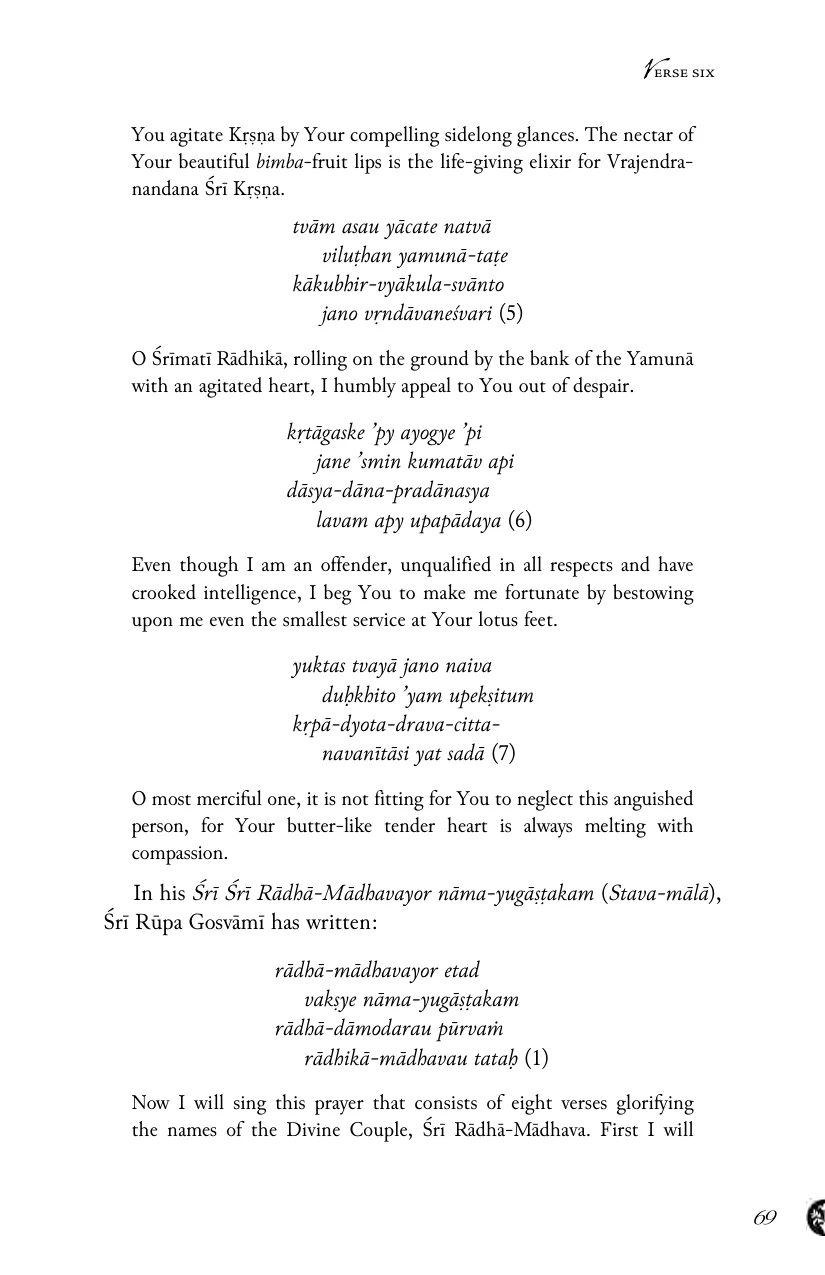 VERSE SIX
You agitate Kṛṣṇa by Your compelling sidelong glances. The nectar of
Your beautiful bimba-fruit lips is the life-giving elixir for Vrajendra-
nandana Śrī Kṛṣṇa.
tvām asau yācate natvā
viluṭhan yamunā-taṭe
kākubhir-vyākula-svānto
jano vṛndāvaneśvari (5)
O Śrīmatī Rādhikā, rolling on the ground by the bank of the Yamunā
with an agitated heart, I humbly appeal to You out of despair.
kṛtāgaske ’py ayogye ’pi
jane ’smin kumatāv api
dāsya-dāna-pradānasya
lavam apy upapādaya (6)
Even though I am an offender, unqualified in all respects and have
crooked intelligence, I beg You to make me fortunate by bestowing
upon me even the smallest service at Your lotus feet.
yuktas tvayā jano naiva
duḥkhito ’yam upekṣitum
kṛpā-dyota-drava-citta-
navanītāsi yat sadā (7)
O most merciful one, it is not fitting for You to neglect this anguished
person, for Your butter-like tender heart is always melting with
compassion.
In his Śrī Śrī Rādhā-Mādhavayor nāma-yugāṣṭakam (Stava-mālā),
Śrī Rūpa Gosvāmī has written:
rādhā-mādhavayor etad
vakṣye nāma-yugāṣṭakam
rādhā-dāmodarau pūrvaṁ
rādhikā-mādhavau tataḥ (1)
Now I will sing this prayer that consists of eight verses glorifying
the names of the Divine Couple, Śrī Rādhā-Mādhava. First I will
69